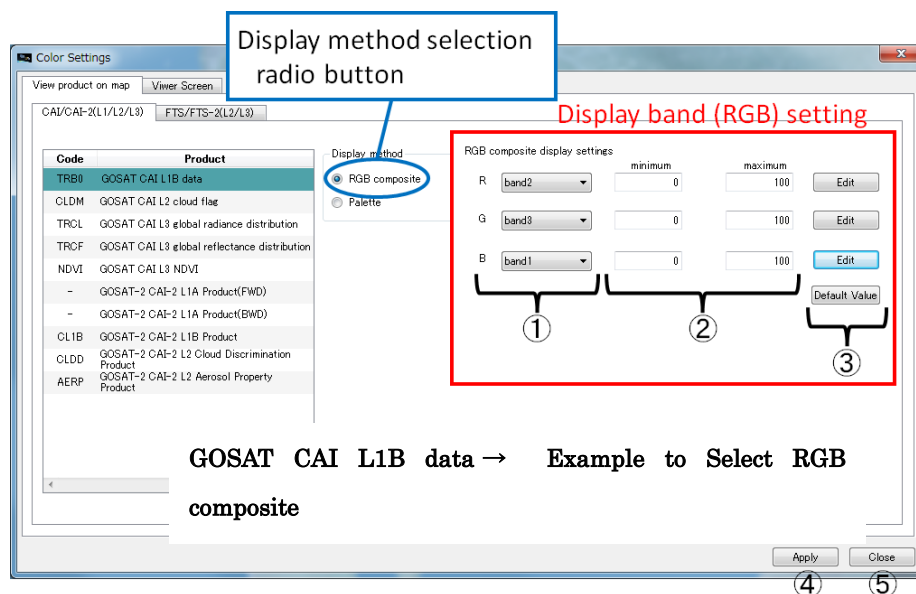 Display method selection
radio button
Color Settings
View product on map
Viwer Screen
CAI/CAI-2(L1/L2/L3)
FTS/FTS-2(L2/L3)
Display band (RGB) setting
Code Product
TRB0 GOSAT CAI L1B data
CLDM GOSAT CAI L2 cloud flag
TRCL GOSAT CAI L3 global radiance distribution
TRCF GOSAT CAI L3 global reflectance distribution
NDVI GOSAT CAI L3 NDVI
- GOSAT-2 CAI-2 L1A Product(FWD)
- GOSAT-2 CAI-2 L1A Product(BWD)
CL1B GOSAT-2 CAI-2 L1B Product
CLDD GOSAT-2 CAI-2 L2 Cloud Discrimination
Product
AERP GOSAT-2 CAI-2 L2 Aerosol Property
Product
Display method
RGB composite
Palette
RGB composite display settings
minimum maximum
R band2 0 100 Edit
G band3 0 100 Edit
B band1 0 100 Edit
Default Value
① ② ③
GOSAT CAI L1B data → Example to Select RGB
composite
Apply Close
④ ⑤